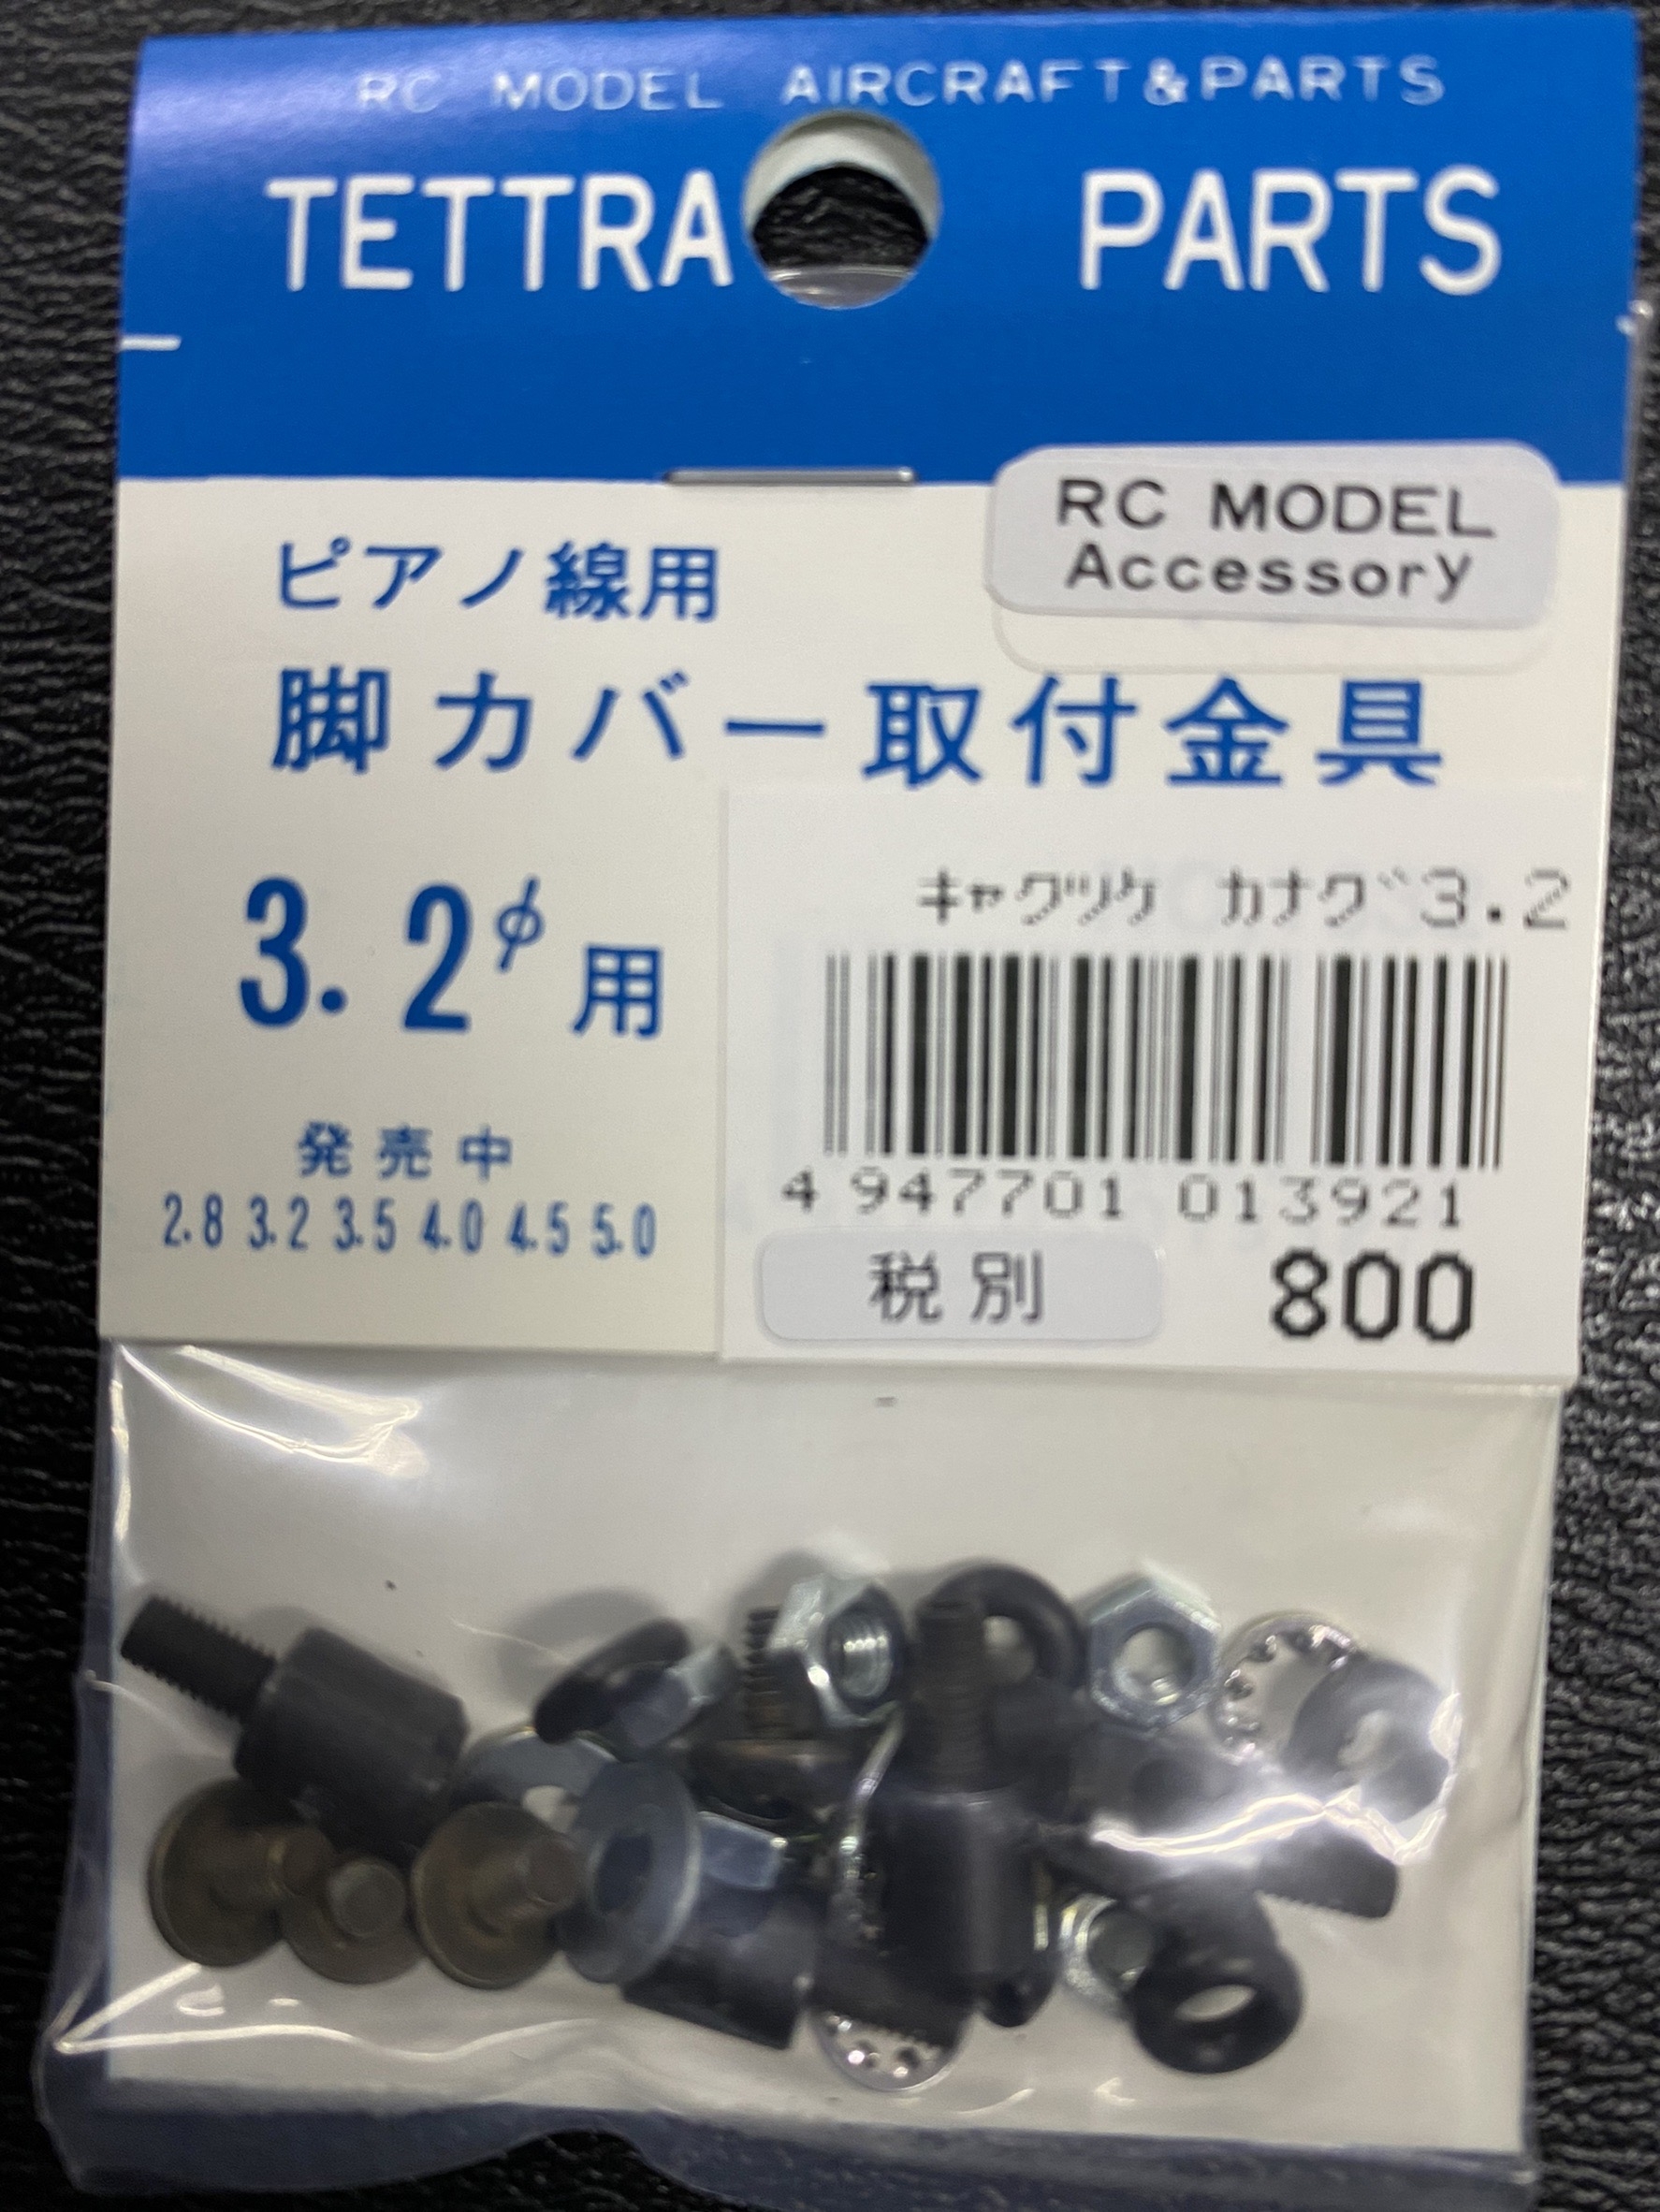 RC MODEL AIRCRAFT&PARTS
TETTRA PARTS
RC MODEL
Accessory
ピアノ線用
脚カバー取付金具
3.2φ用
発売中
2.8 3.2 3.5 4.0 4.5 5.0
ｷｬｸﾂｹ ｶﾅｸﾞ3.2
4 947701 013921
税別 800